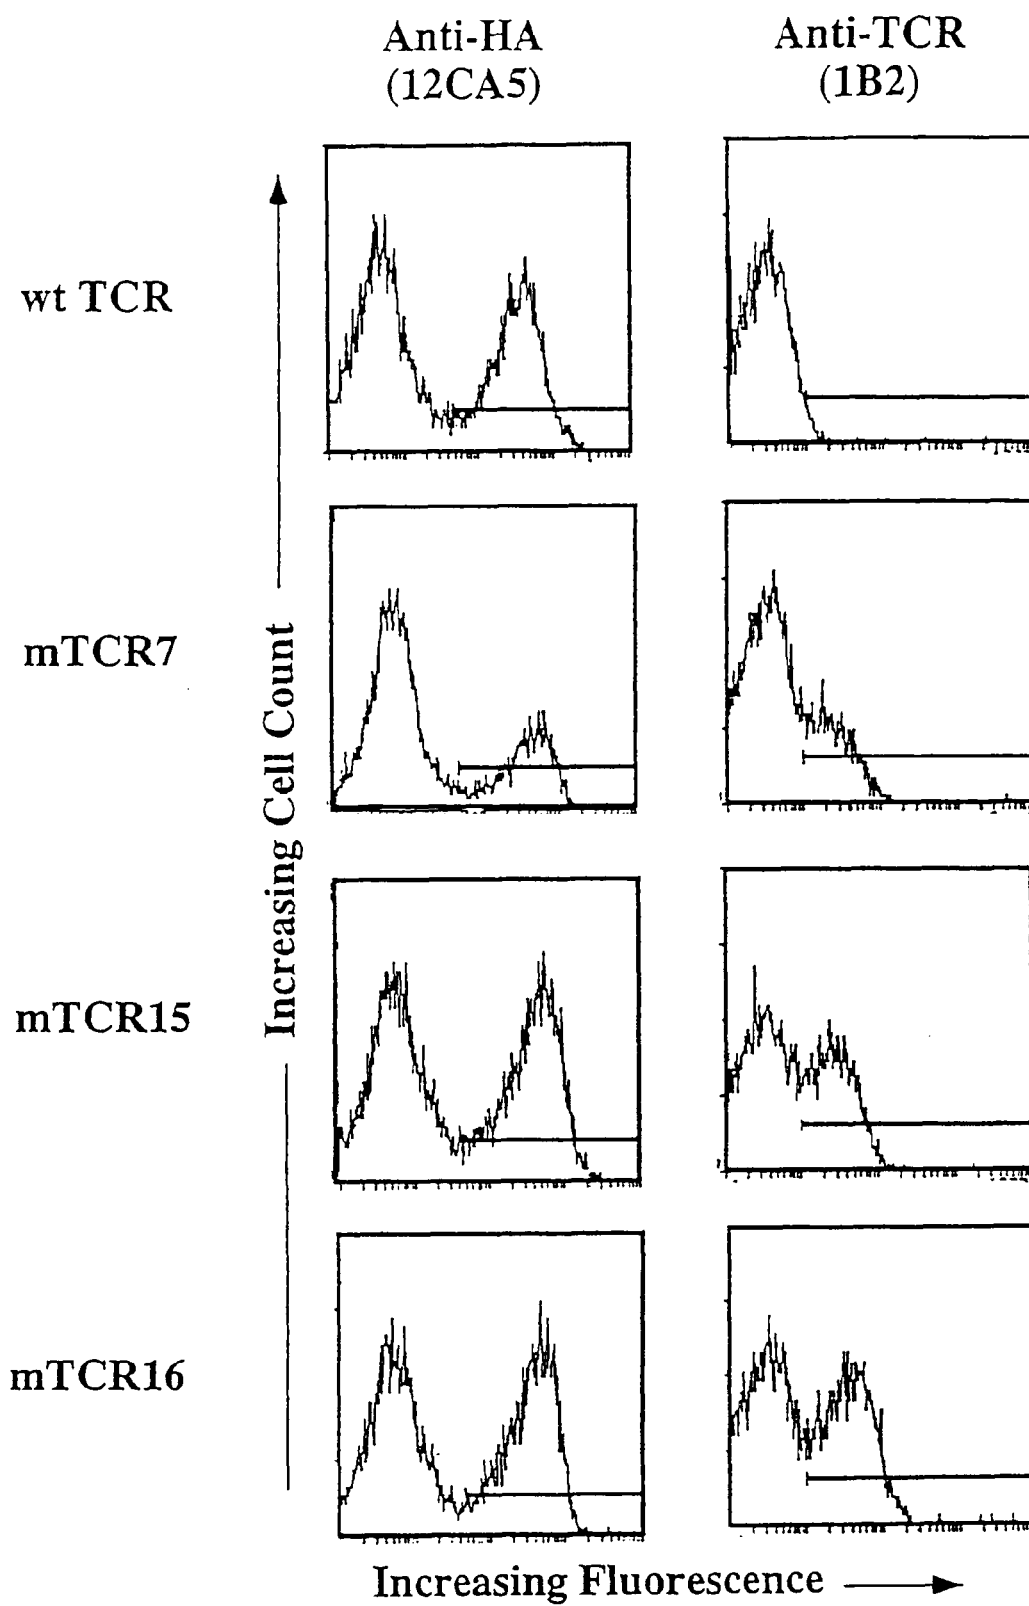 Anti-HA
(12CA5)
Anti-TCR
(1B2)
wt TCR
mTCR7
mTCR15
mTCR16
Increasing Cell Count
Increasing Fluorescence